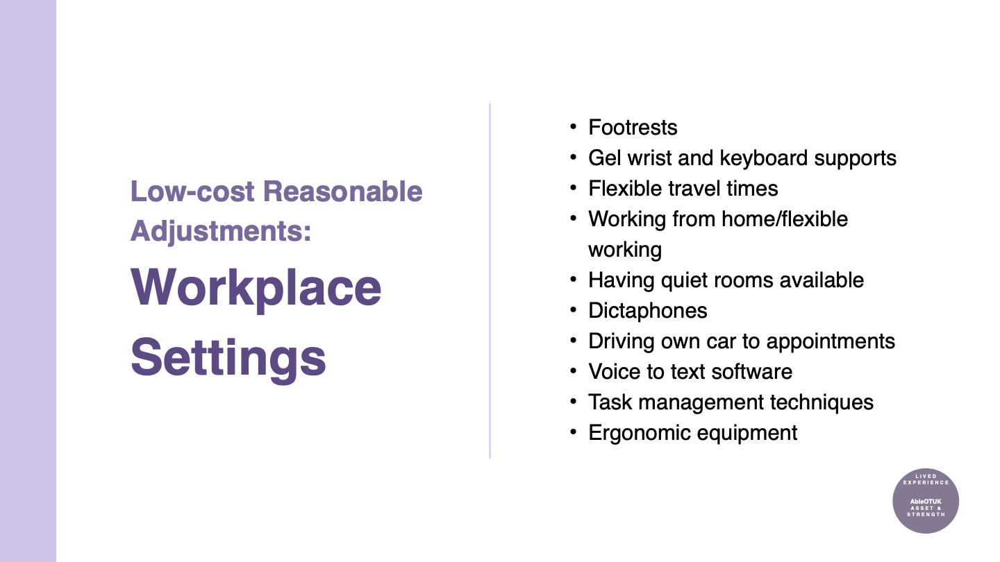 Low-cost Reasonable
Adjustments:
Workplace
Settings
• Footrests
• Gel wrist and keyboard supports
• Flexible travel times
• Working from home/flexible
working
• Having quiet rooms available
• Dictaphones
• Driving own car to appointments
• Voice to text software
• Task management techniques
• Ergonomic equipment
LIVED
EXPERIENCE
AbleOTUK
ASSET &
STRENGTH